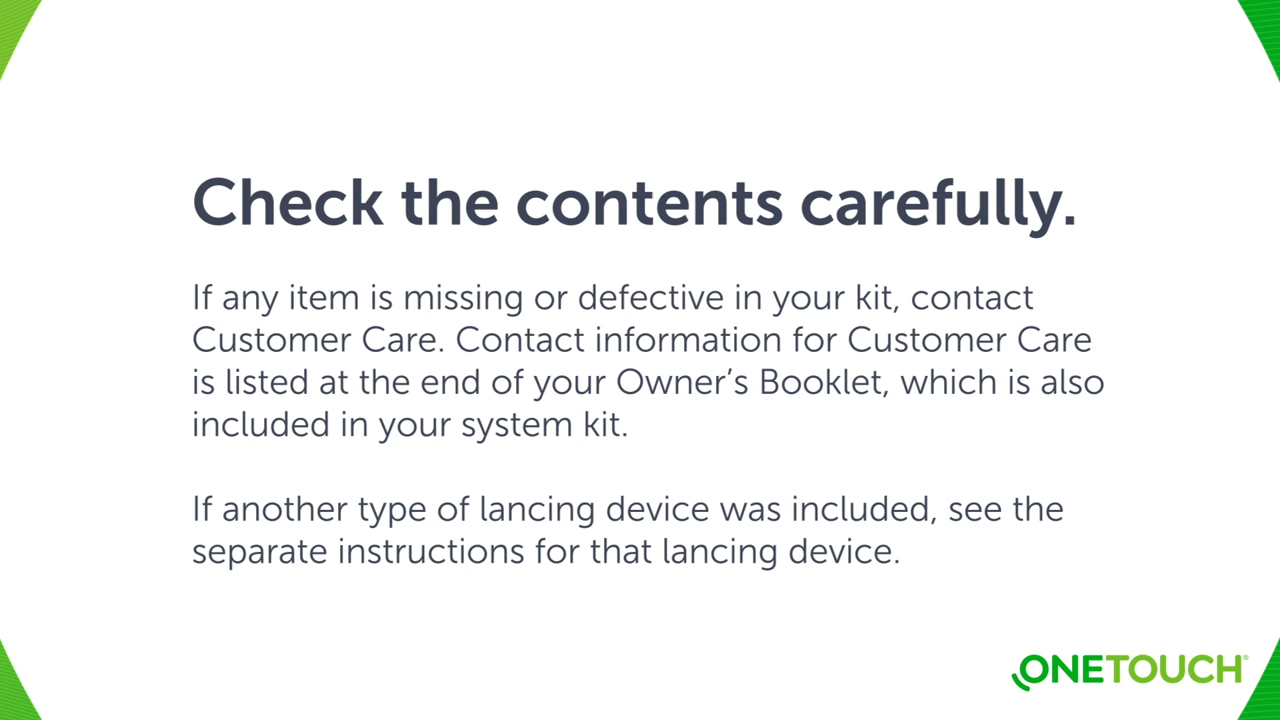 Check the contents carefully.
If any item is missing or defective in your kit, contact
Customer Care. Contact information for Customer Care
is listed at the end of your Owner’s Booklet, which is also
included in your system kit.
If another type of lancing device was included, see the
separate instructions for that lancing device.
ONETOUCH®